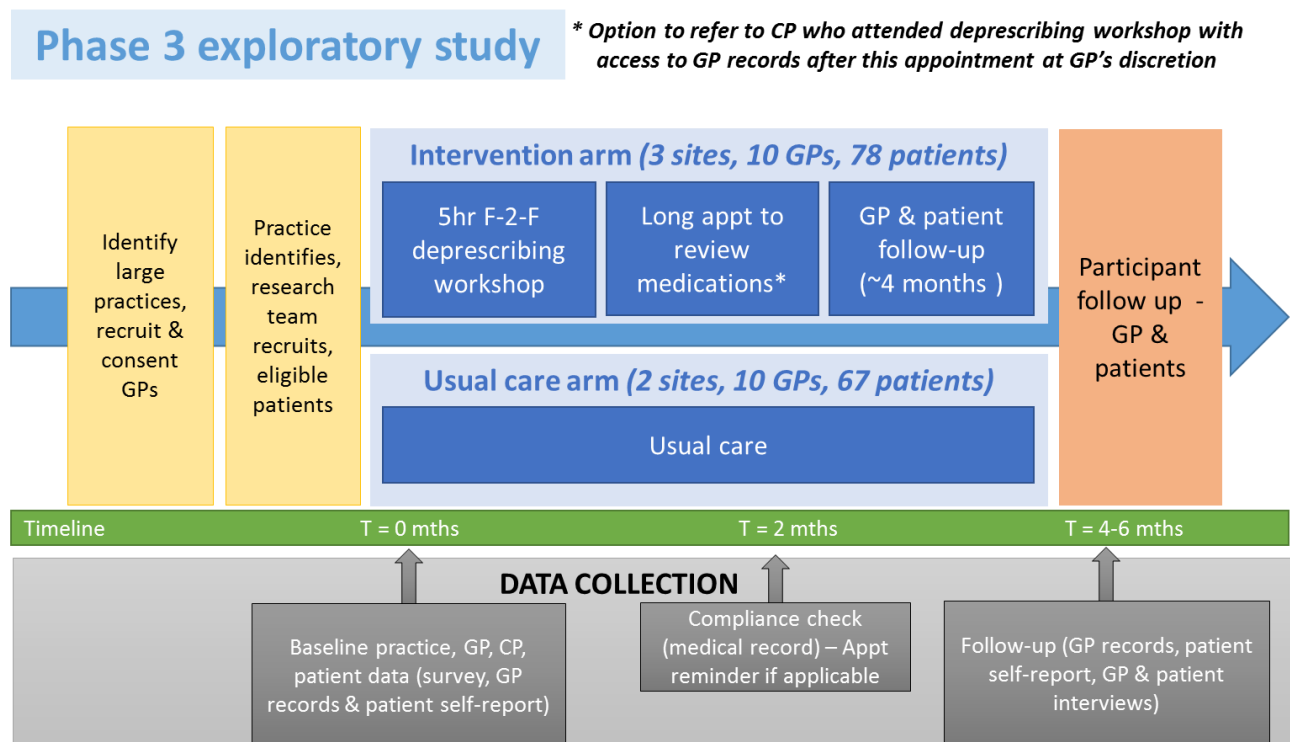 Phase 3 exploratory study
* Option to refer to CP who attended deprescribing workshop with
access to GP records after this appointment at GP's discretion
Identify
large
practices,
recruit &
consent
GPs
Practice
identifies,
research
team
recruits,
eligible
patients
Intervention arm (3 sites, 10 GPs, 78 patients)
5hr F-2-F
deprescribing
workshop
Long appt to
review
medications*
GP & patient
follow-up
(~4 months )
Usual care arm (2 sites, 10 GPs, 67 patients)
Usual care
Participant
follow up -
GP &
patients
Timeline
T = 0 mths
T = 2 mths
T = 4-6 mths
DATA COLLECTION
Baseline practice, GP, CP,
patient data (survey, GP
records & patient self-report)
Compliance check
(medical record) – Appt
reminder if applicable
Follow-up (GP records, patient
self-report, GP & patient
interviews)